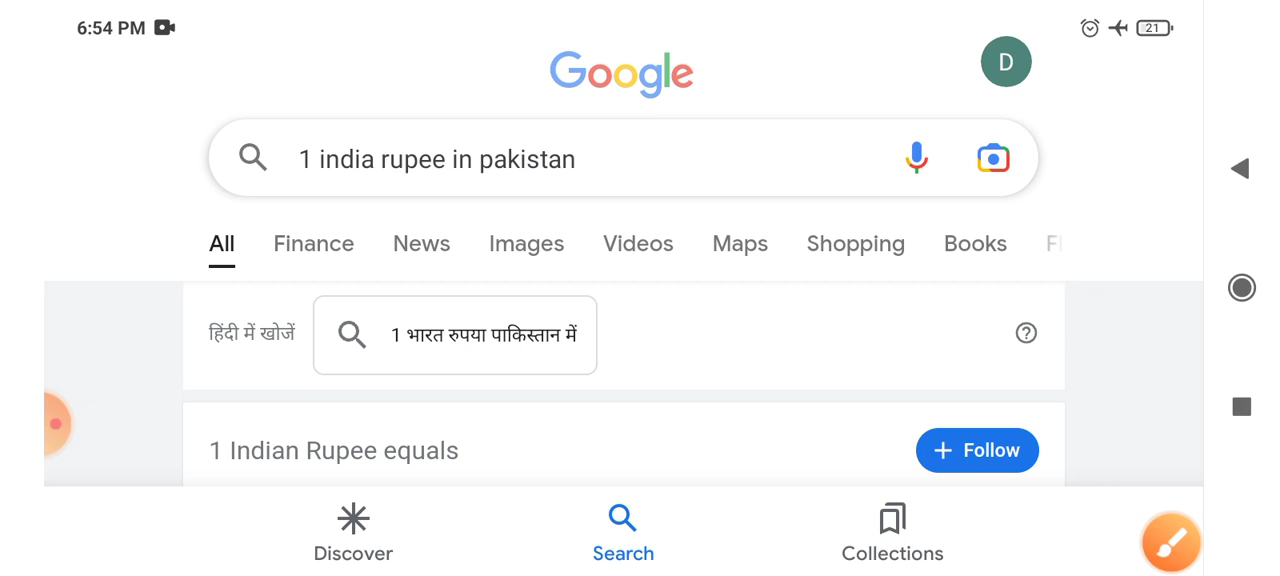 6:54 PM
21
Google
D
1 india rupee in pakistan
All Finance News Images Videos Maps Shopping Books
हिंदी में खोजें
1 भारत रुपया पाकिस्तान में
1 Indian Rupee equals
+ Follow
Discover Search Collections